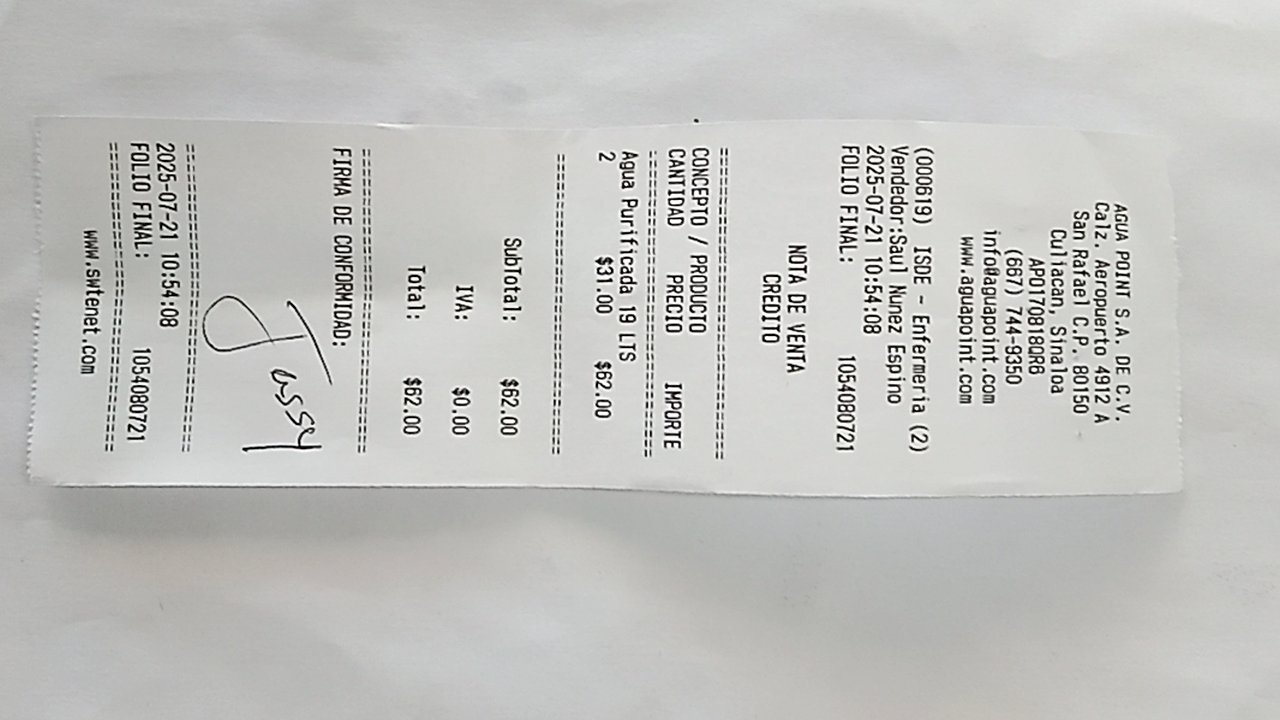 AGUA POINT S.A. DE C.V.
Calz. Aeropuerto 4912 A
San Rafael C.P. 80150
Culiacan, Sinaloa
APO170818QR6
(667) 744-9350
info@aguapoint.com
www.aguapoint.com
(000619) ISDE - Enfermeria (2)
Vendedor:Saul Nunez Espino
2025-07-21 10:54:08
FOLIO FINAL: 1054080721
NOTA DE VENTA
CREDITO
===================================
CONCEPTO / PRODUCTO
CANTIDAD PRECIO IMPORTE
===================================
Agua Purificada 19 LTS
2 $31.00 $62.00
===================================
SubTotal: $62.00
IVA: $0.00
Total: $62.00
===================================
FIRMA DE CONFORMIDAD:
Jassy
===================================
2025-07-21 10:54:08
FOLIO FINAL: 1054080721
===================================
www.swtenet.com